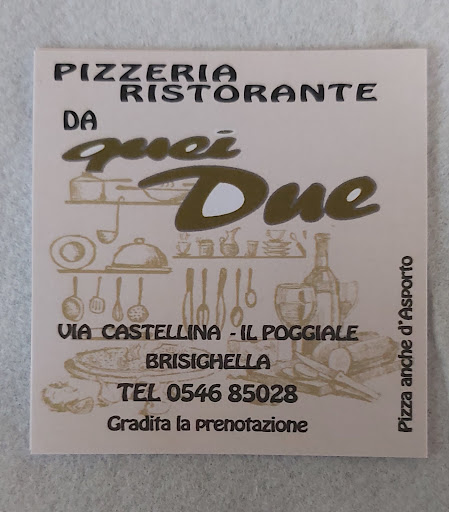 PIZZERIA
RISTORANTE
DA
quei
Due
VIA CASTELLINA - IL POGGIALE
BRISIGHELLA
TEL 0546 85028
Gradita la prenotazione
Pizza anche d'Asporto